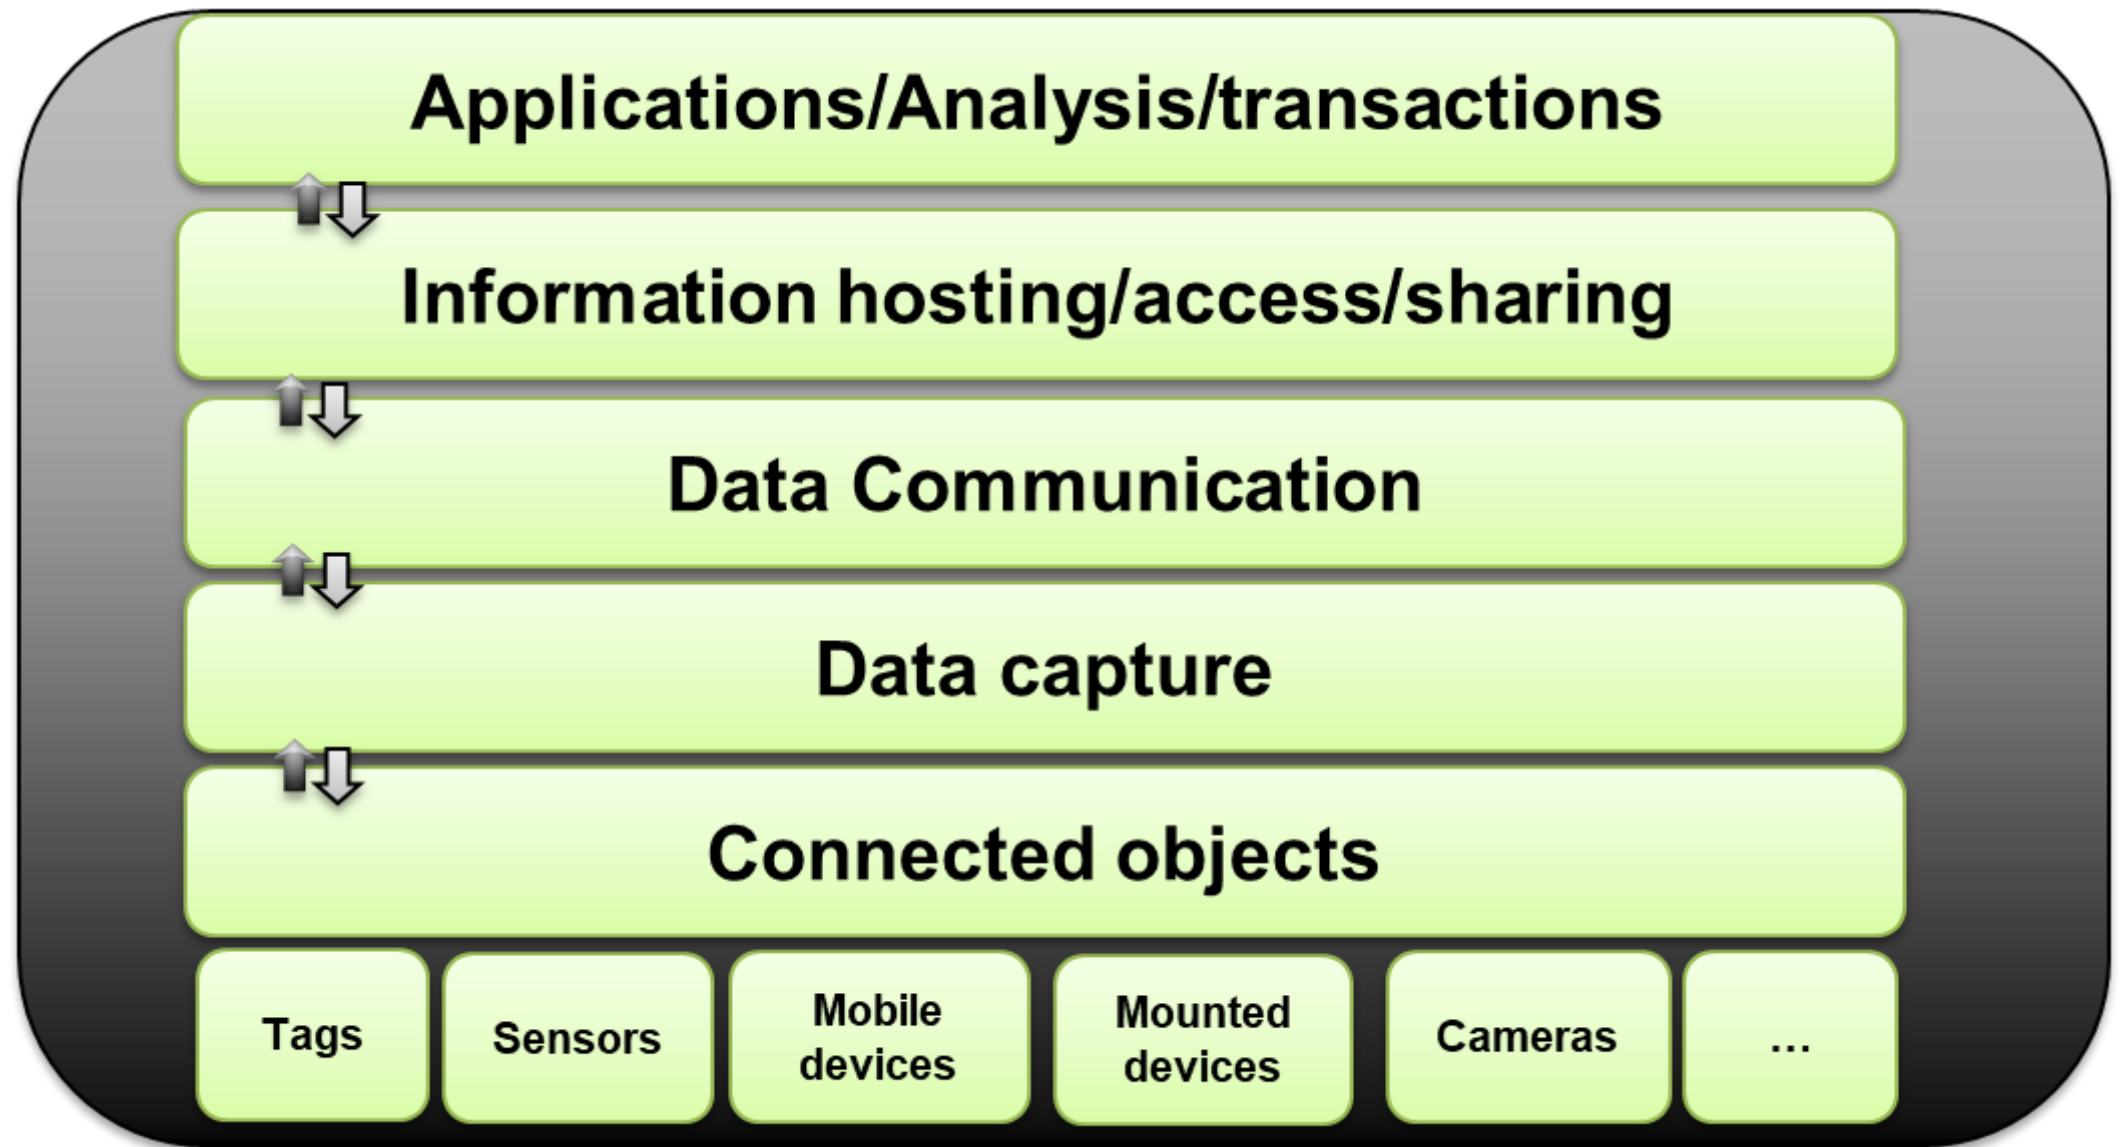 Applications/Analysis/transactions
Information hosting/access/sharing
Data Communication
Data capture
Connected objects
Tags
Sensors
Mobile
devices
Mounted
devices
Cameras
...